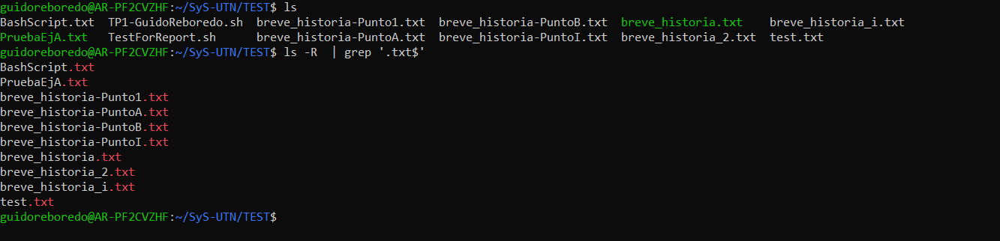 guidoreboredo@AR-PF2CVZHF:~/SyS-UTN/TEST$ ls
BashScript.txt  TP1-GuidoReboredo.sh  breve_historia-Punto1.txt  breve_historia-PuntoB.txt  breve_historia.txt    breve_historia_i.txt
PruebaEjA.txt   TestForReport.sh      breve_historia-PuntoA.txt  breve_historia-PuntoI.txt  breve_historia_2.txt  test.txt
guidoreboredo@AR-PF2CVZHF:~/SyS-UTN/TEST$ ls -R  | grep '.txt$'
BashScript.txt
PruebaEjA.txt
breve_historia-Punto1.txt
breve_historia-PuntoA.txt
breve_historia-PuntoB.txt
breve_historia-PuntoI.txt
breve_historia.txt
breve_historia_2.txt
breve_historia_i.txt
test.txt
guidoreboredo@AR-PF2CVZHF:~/SyS-UTN/TEST$